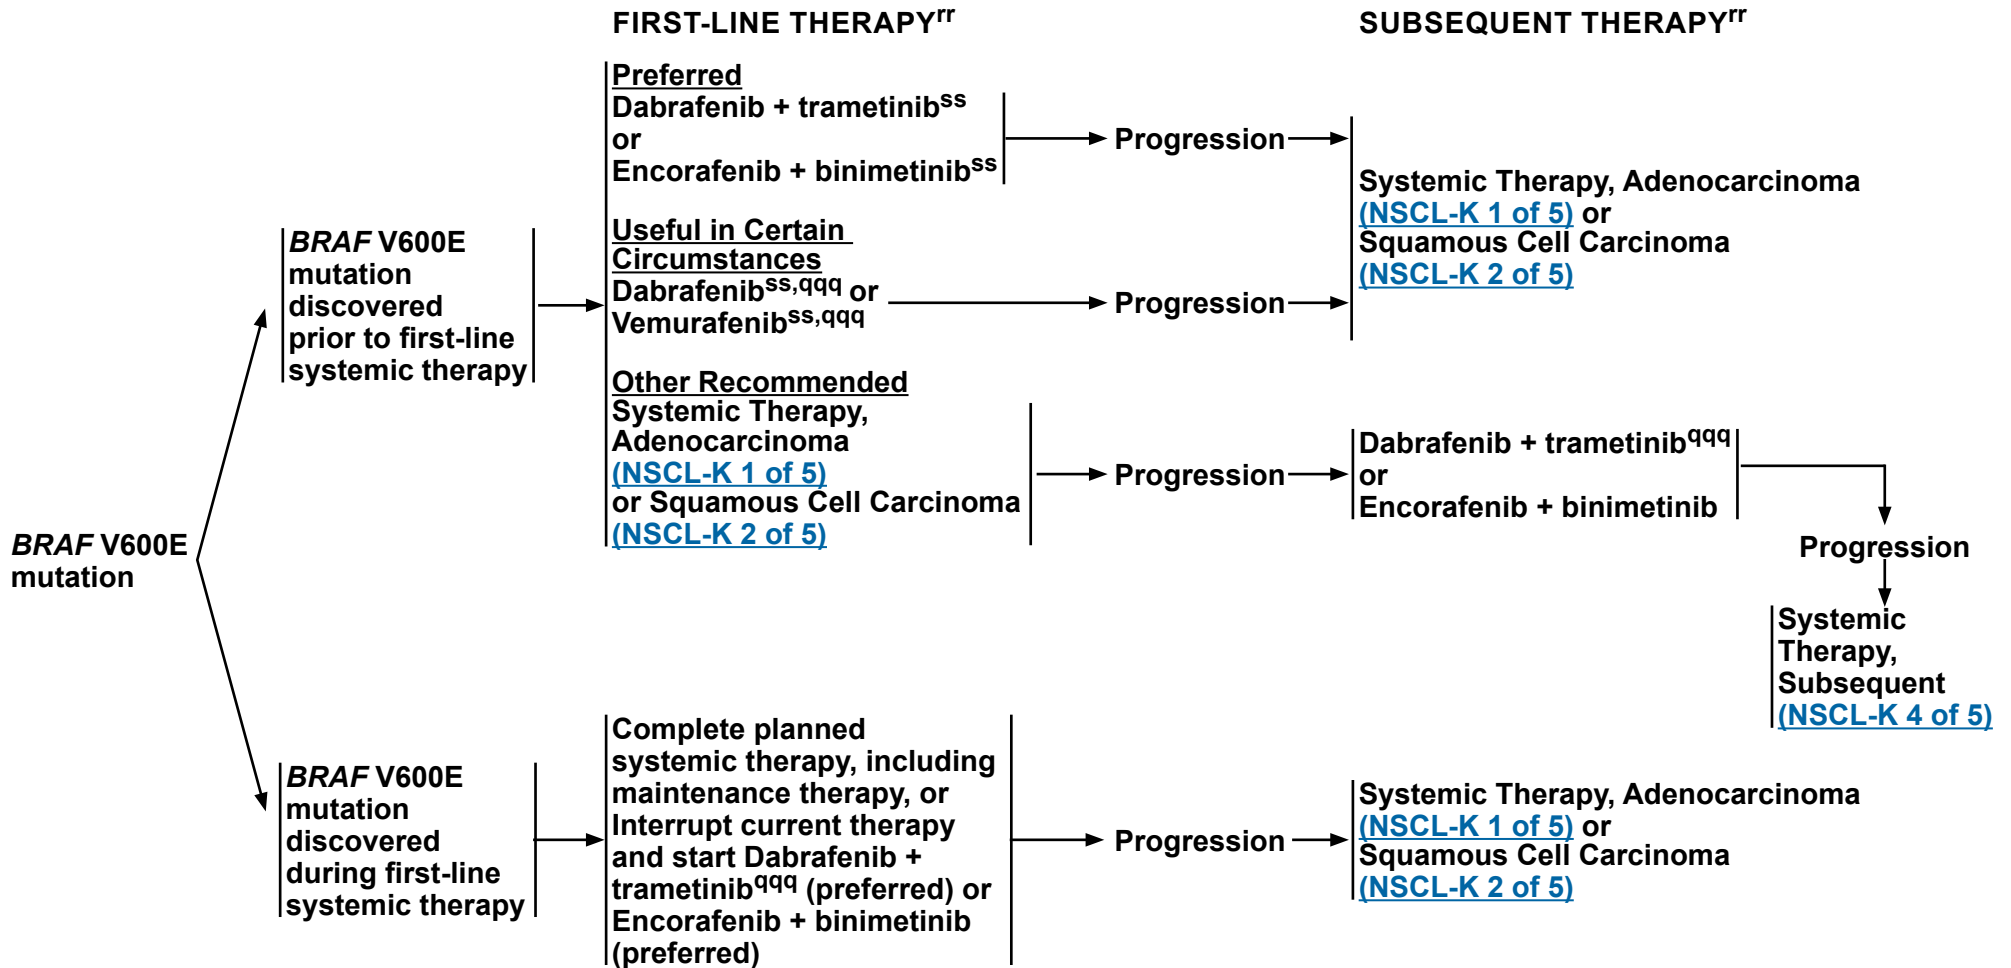 FIRST-LINE THERAPYrr
SUBSEQUENT THERAPYrr
BRAF V600E
mutation
BRAF V600E
mutation
discovered
prior to first-line
systemic therapy
Preferred
Dabrafenib + trametinibss
or
Encorafenib + binimetinibss
Progression
Useful in Certain
Circumstances
Dabrafenibss,qqq or
Vemurafenibss,qqq
Progression
Systemic Therapy, Adenocarcinoma
(NSCL-K 1 of 5) or
Squamous Cell Carcinoma
(NSCL-K 2 of 5)
Other Recommended
Systemic Therapy,
Adenocarcinoma
(NSCL-K 1 of 5)
or Squamous Cell Carcinoma
(NSCL-K 2 of 5)
Progression
Dabrafenib + trametinibqqq
or
Encorafenib + binimetinib
Progression
Systemic
Therapy,
Subsequent
(NSCL-K 4 of 5)
BRAF V600E
mutation
discovered
during first-line
systemic therapy
Complete planned
systemic therapy, including
maintenance therapy, or
Interrupt current therapy
and start Dabrafenib +
trametinibqqq (preferred) or
Encorafenib + binimetinib
(preferred)
Progression
Systemic Therapy, Adenocarcinoma
(NSCL-K 1 of 5) or
Squamous Cell Carcinoma
(NSCL-K 2 of 5)